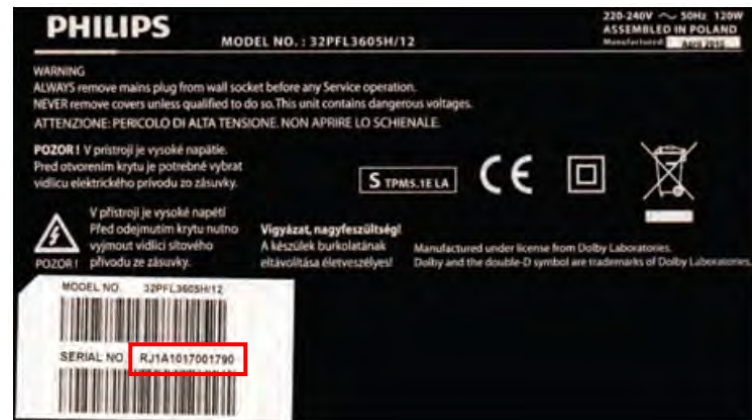 PHILIPS
MODEL NO. : 32PFL3605H/12
220-240V ~ 50Hz 120W
ASSEMBLED IN POLAND
Manufactured: April 2010
WARNING
ALWAYS remove mains plug from wall socket before any Service operation.
NEVER remove covers unless qualified to do so. This unit contains dangerous voltages.
ATTENZIONE: PERICOLO DI ALTA TENSIONE. NON APRIRE LO SCHIENALE.
POZOR! V prístroji je vysoké napätie.
Pred otvorením krytu je potrebné vybrat
vidlicu elektrického prívodu zo zásuvky.
S TPM5.1E LA
CE
V přístroji je vysoké napětí
Před odejmutím krytu nutno
vyjmout vidlici síťového
přívodu ze zásuvky.
POZOR!
Vigyázat, nagyfeszültség!
A készülék burkolatának
eltávolítása életveszélyes!
Manufactured under license from Dolby Laboratories.
Dolby and the double-D symbol are trademarks of Dolby Laboratories.
MODEL NO. 32PFL3605H/12
SERIAL NO. RJ1A1017001790